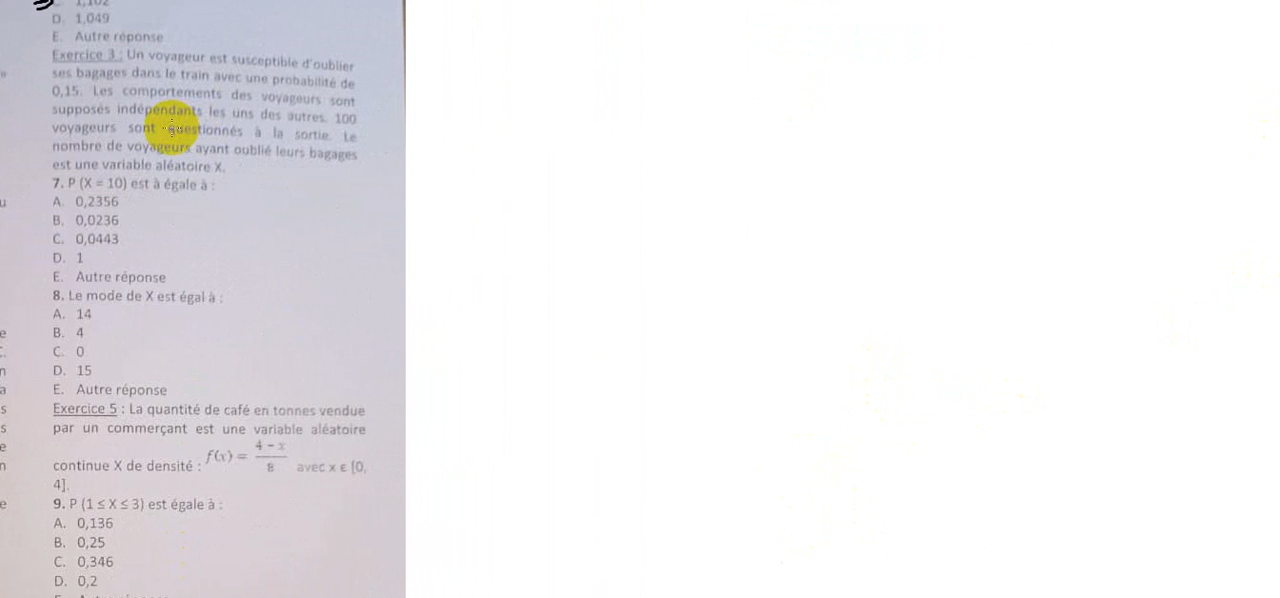 1,102
D. 1,049
E. Autre réponse
Exercice 3 : Un voyageur est susceptible d'oublier
ses bagages dans le train avec une probabilité de
0,15. Les comportements des voyageurs sont
supposés indépendants les uns des autres. 100
voyageurs sont questionnés à la sortie. Le
nombre de voyageurs ayant oublié leurs bagages
est une variable aléatoire X.
7. P (X = 10) est à égale à :
A. 0,2356
B. 0,0236
C. 0,0443
D. 1
E. Autre réponse
8. Le mode de X est égal à :
A. 14
B. 4
C. 0
D. 15
E. Autre réponse
Exercice 5 : La quantité de café en tonnes vendue
par un commerçant est une variable aléatoire
continue X de densité : f(x) = (4 - x)/8 avec x ∈ [0,
4].
9. P (1 ≤ X ≤ 3) est égale à :
A. 0,136
B. 0,25
C. 0,346
D. 0,2